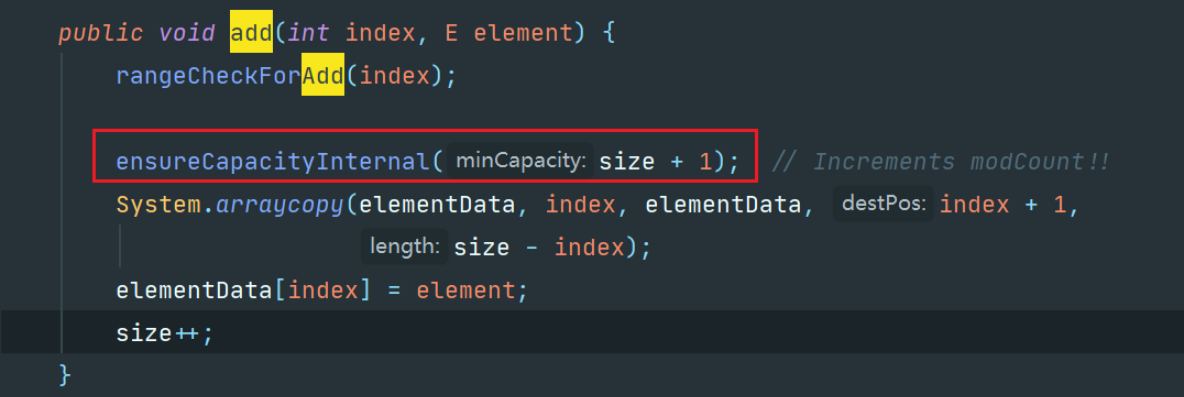 public void add(int index, E element) {
rangeCheckForAdd(index);
ensureCapacityInternal( minCapacity: size + 1); // Increments modCount!!
System.arraycopy(elementData, index, elementData, destPos: index + 1,
length: size - index);
elementData[index] = element;
size++;
}